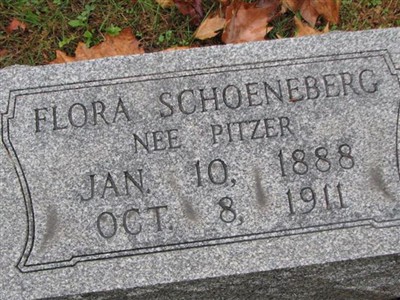 FLORA SCHOENEBERG
NEE PITZER
JAN. 10, 1888
OCT. 8, 1911